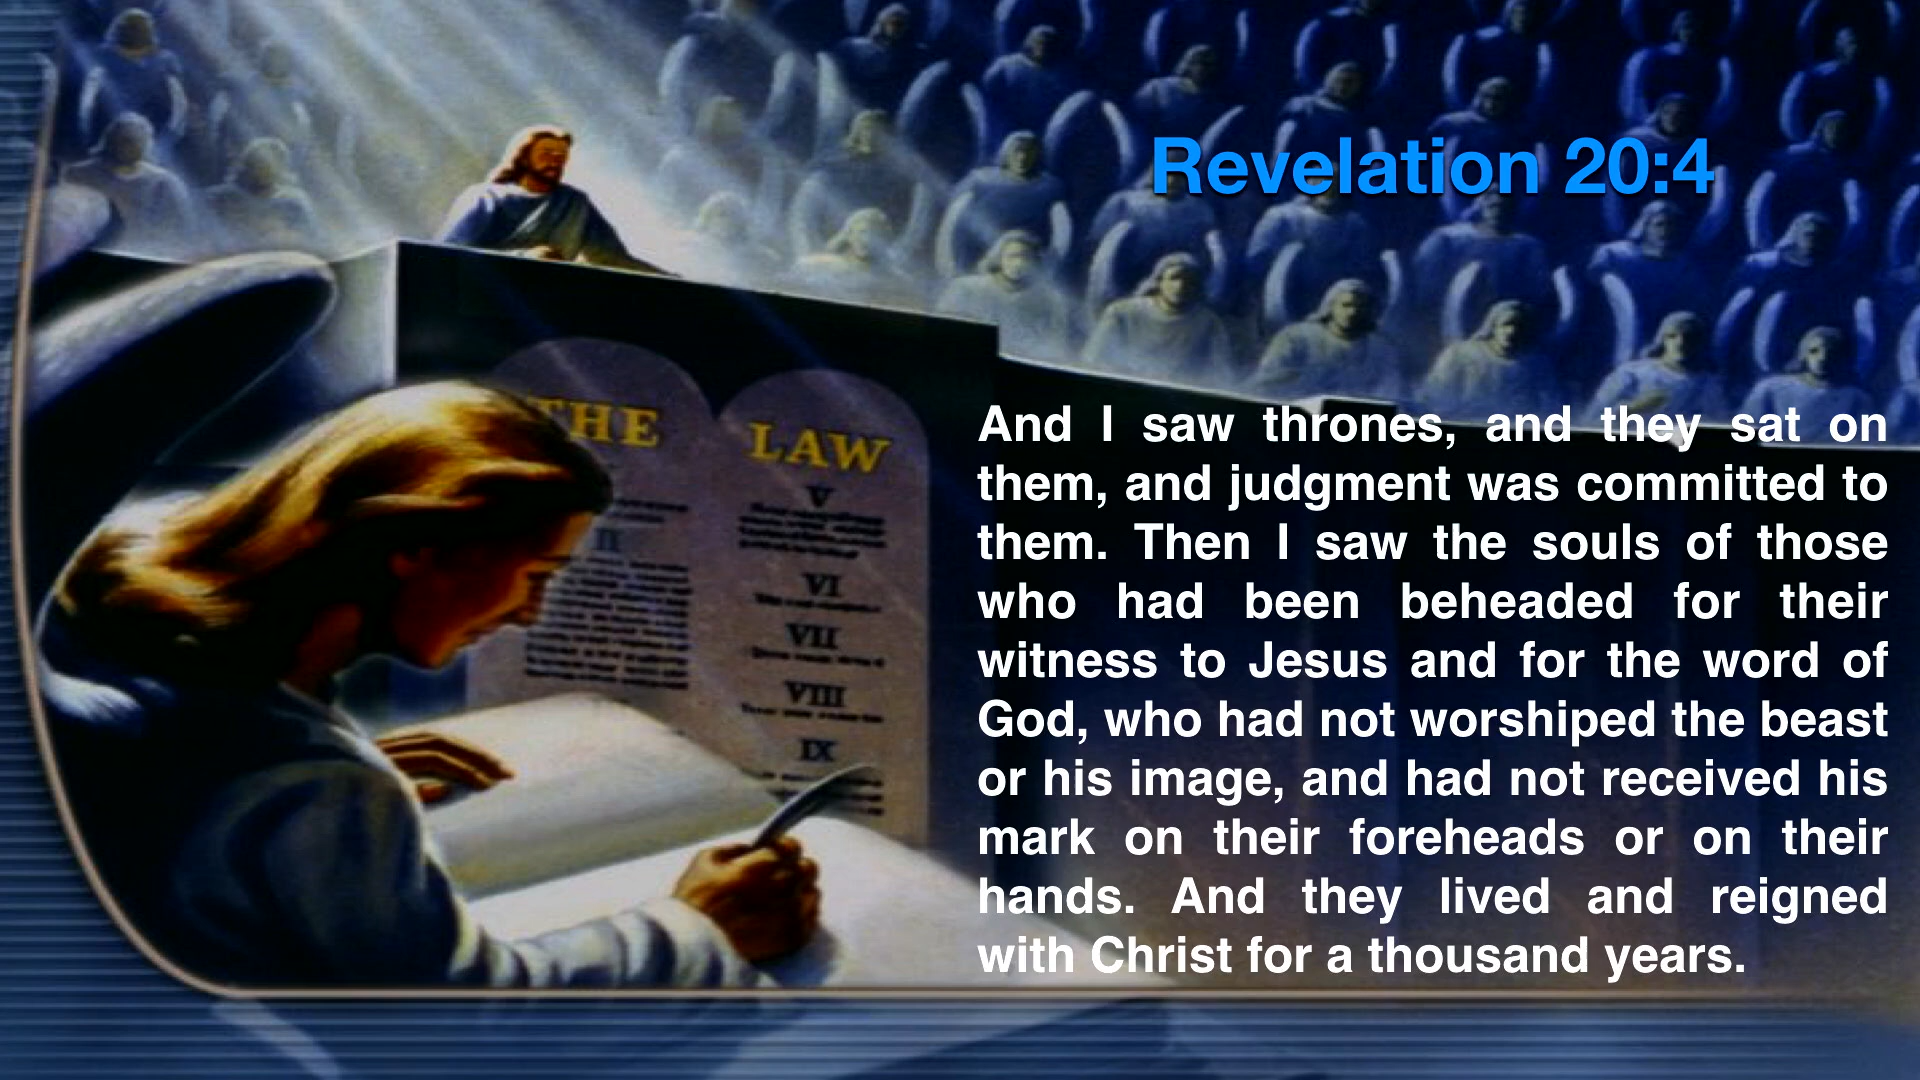 Revelation 20:4
THE LAW
V
II
VI
VII
VIII
IX
And I saw thrones, and they sat on
them, and judgment was committed to
them. Then I saw the souls of those
who had been beheaded for their
witness to Jesus and for the word of
God, who had not worshiped the beast
or his image, and had not received his
mark on their foreheads or on their
hands. And they lived and reigned
with Christ for a thousand years.